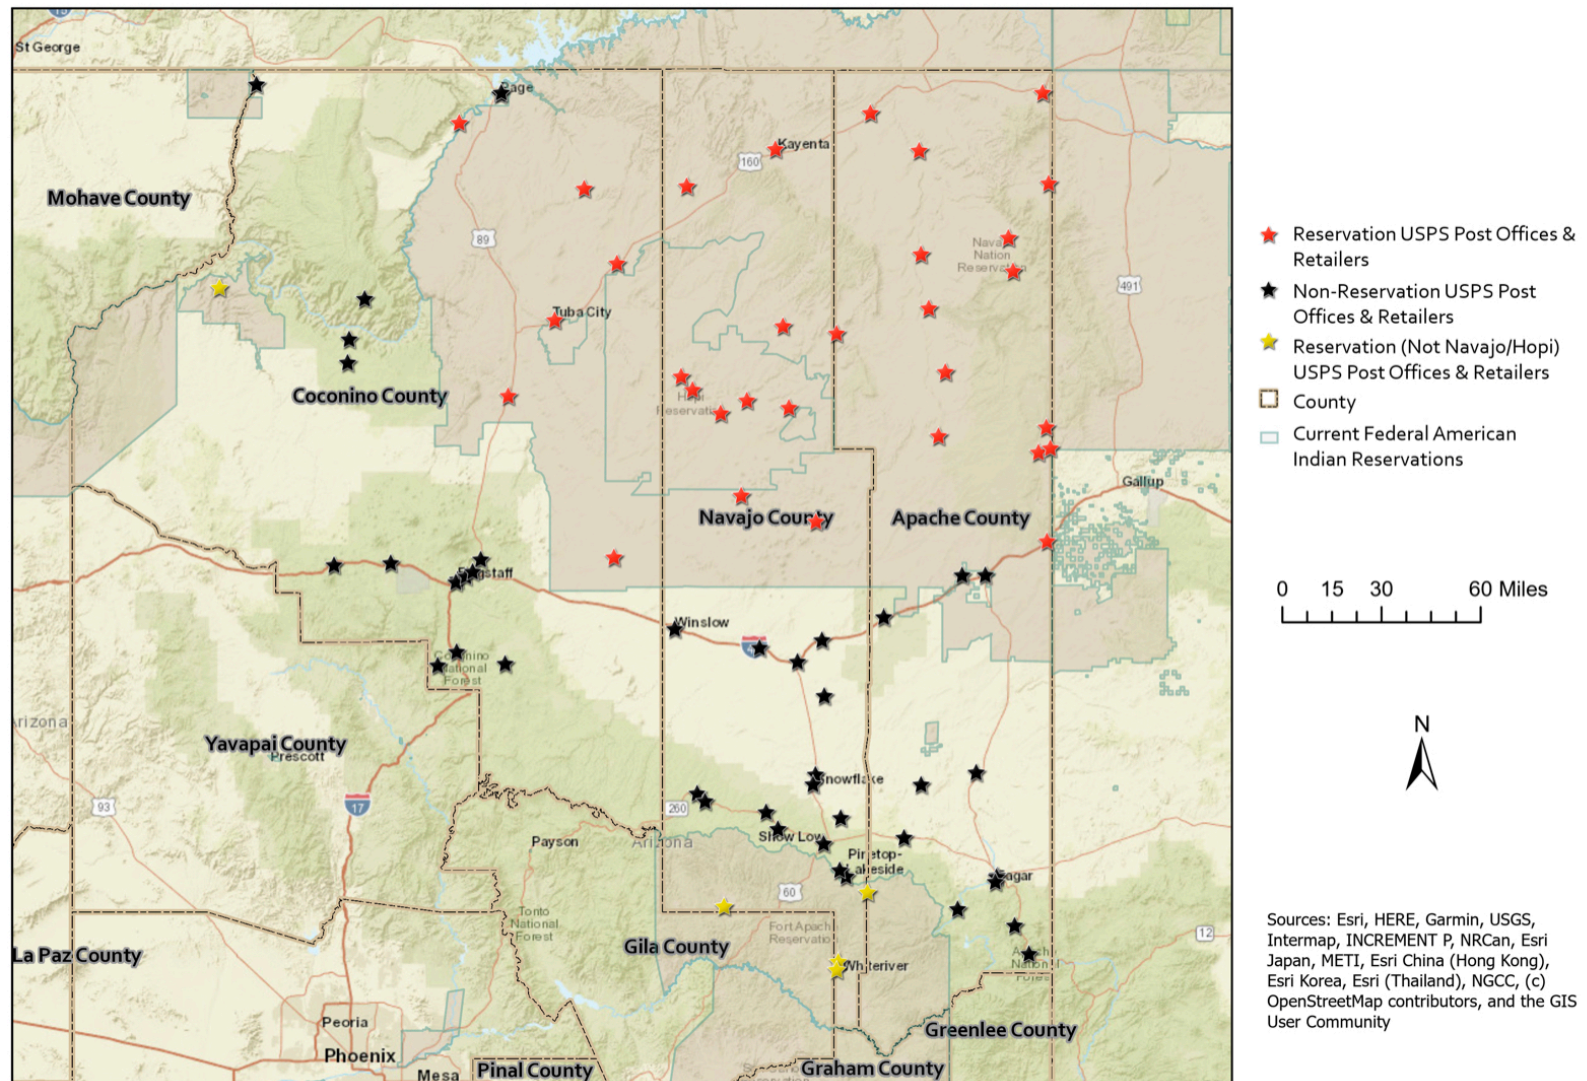 St George
Page
Kayenta
160
Mohave County
89
Navajo
Nation
Reservation
491
Tuba City
Coconino County
Hopi
Reservation
Gallup
Navajo County
Apache County
Flagstaff
Winslow
Coconino
National
Forest
Arizona
Yavapai County
Prescott
Snowflake
93
17
260
Payson
Arizona
Show Low
Pinetop-
Lakeside
Eagar
60
Tonto
National
Forest
Fort Apache
Reservation
12
La Paz County
Gila County
Whiteriver
Apache
National
Forest
Peoria
Greenlee County
Phoenix
Mesa
Pinal County
Graham County
Reservation USPS Post Offices &
Retailers
Non-Reservation USPS Post
Offices & Retailers
Reservation (Not Navajo/Hopi)
USPS Post Offices & Retailers
County
Current Federal American
Indian Reservations
0 15 30 60 Miles
N
Sources: Esri, HERE, Garmin, USGS,
Intermap, INCREMENT P, NRCan, Esri
Japan, METI, Esri China (Hong Kong),
Esri Korea, Esri (Thailand), NGCC, (c)
OpenStreetMap contributors, and the GIS
User Community